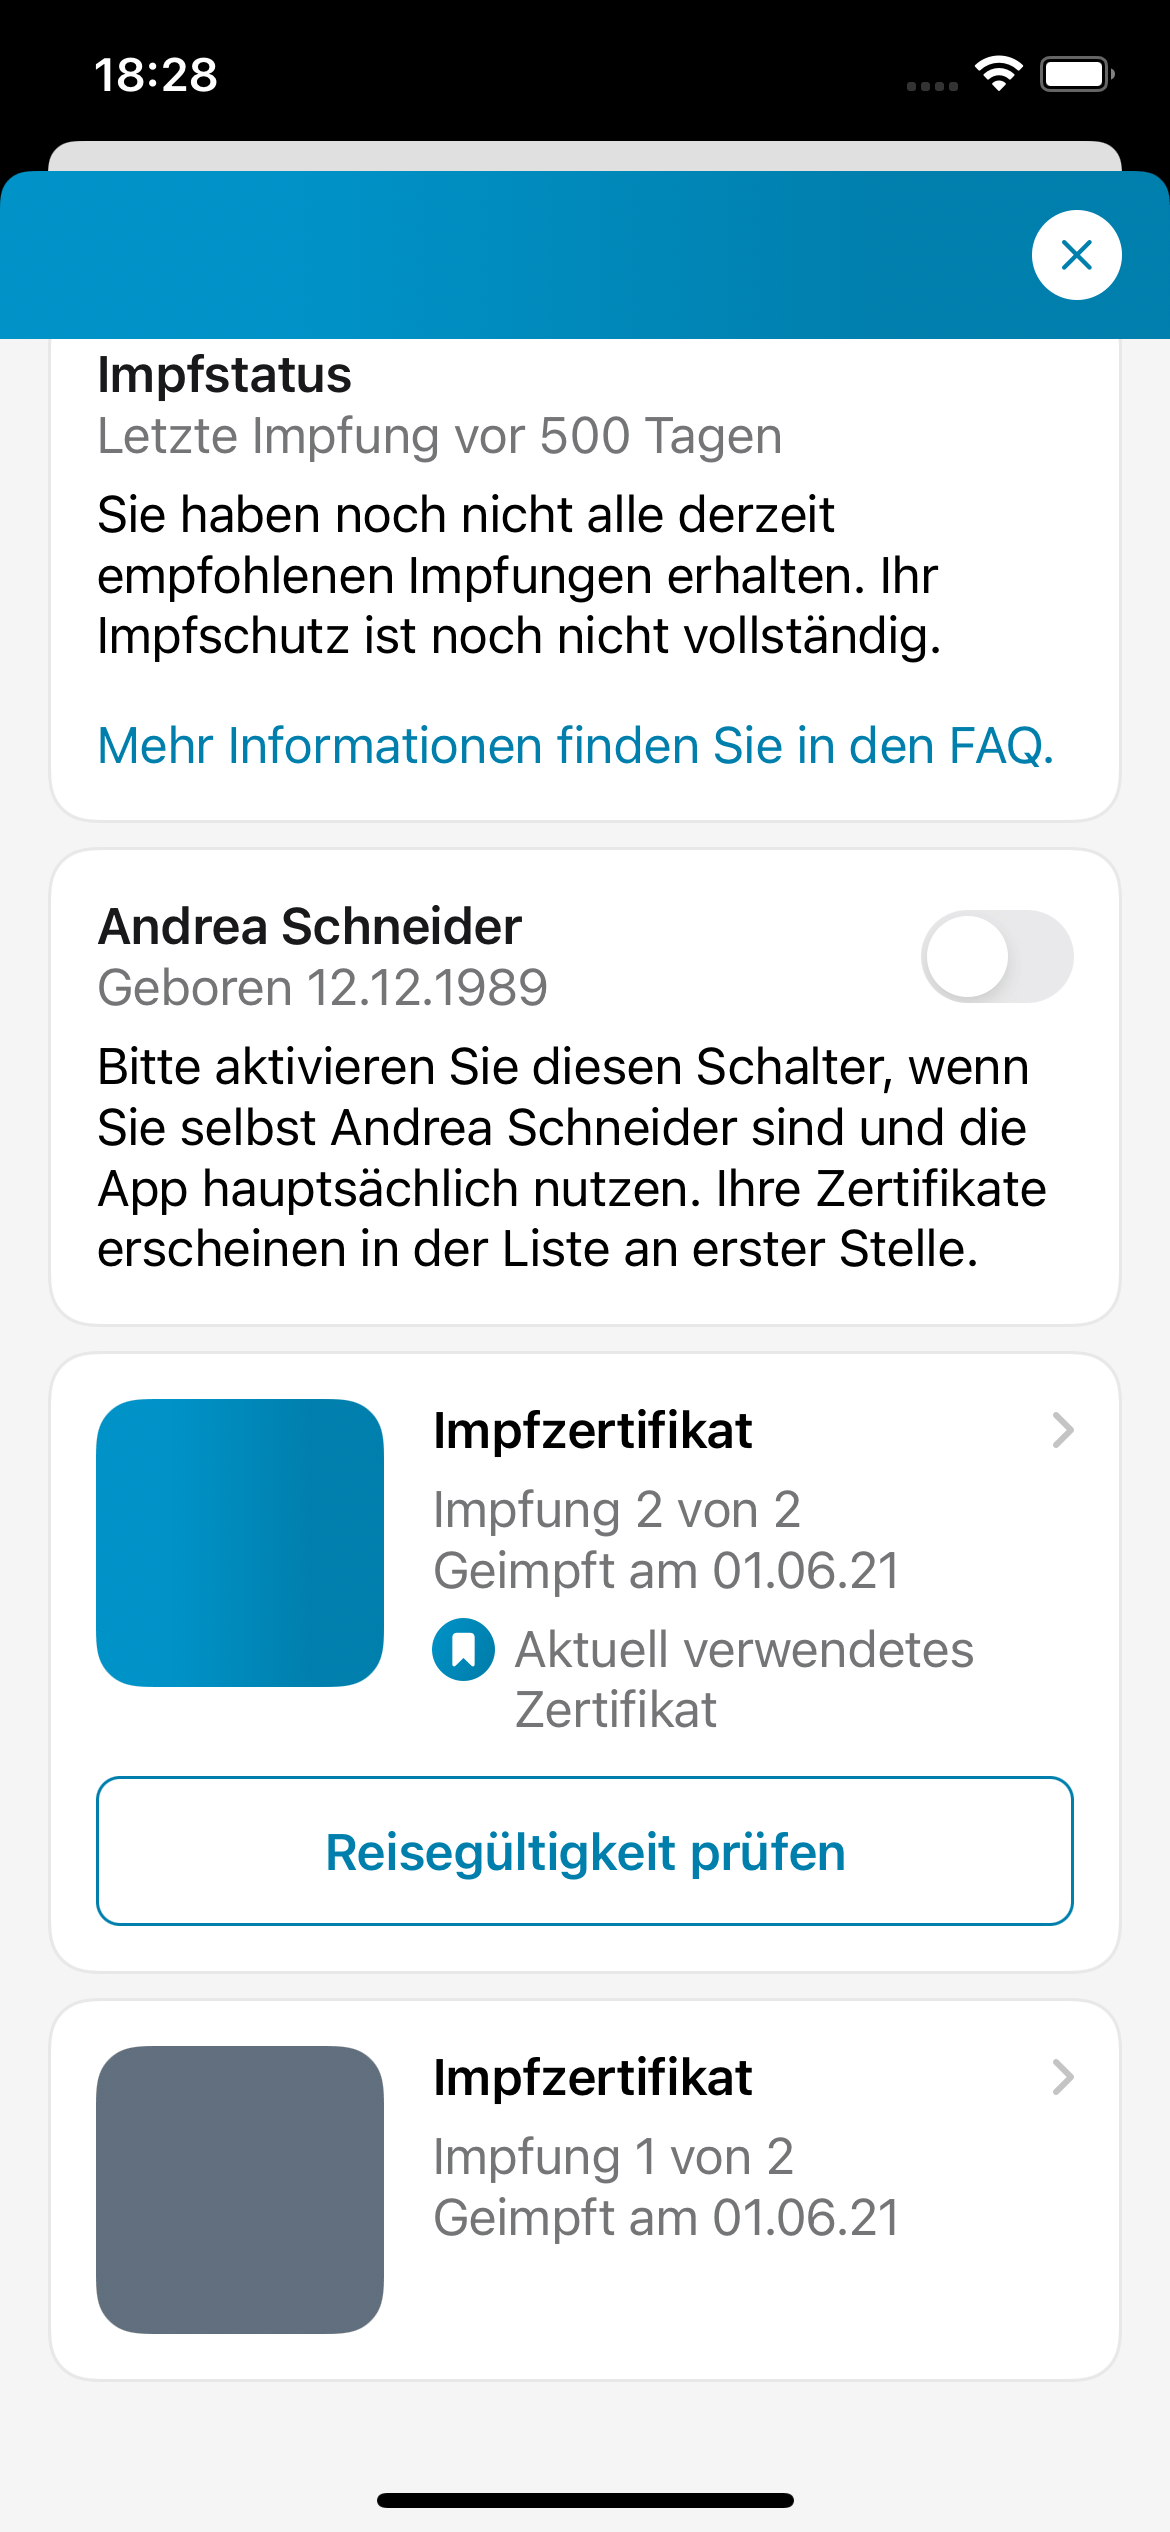 18:28
Impfstatus
Letzte Impfung vor 500 Tagen
Sie haben noch nicht alle derzeit
empfohlenen Impfungen erhalten. Ihr
Impfschutz ist noch nicht vollständig.
Mehr Informationen finden Sie in den FAQ.
Andrea Schneider
Geboren 12.12.1989
Bitte aktivieren Sie diesen Schalter, wenn
Sie selbst Andrea Schneider sind und die
App hauptsächlich nutzen. Ihre Zertifikate
erscheinen in der Liste an erster Stelle.
Impfzertifikat
Impfung 2 von 2
Geimpft am 01.06.21
Aktuell verwendetes
Zertifikat
Reisegültigkeit prüfen
Impfzertifikat
Impfung 1 von 2
Geimpft am 01.06.21